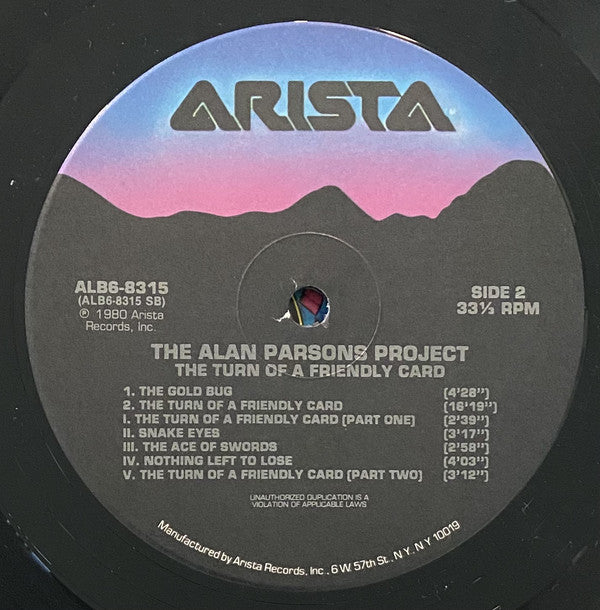 ARISTA
ALB6-8315
(ALB6-8315 SB)
℗ 1980 Arista
Records, Inc.
SIDE 2
33⅓ RPM
THE ALAN PARSONS PROJECT
THE TURN OF A FRIENDLY CARD
1. THE GOLD BUG (4'28")
2. THE TURN OF A FRIENDLY CARD (16'19")
I. THE TURN OF A FRIENDLY CARD (PART ONE) (2'39")
II. SNAKE EYES (3'17")
III. THE ACE OF SWORDS (2'58")
IV. NOTHING LEFT TO LOSE (4'03")
V. THE TURN OF A FRIENDLY CARD (PART TWO) (3'12")
UNAUTHORIZED DUPLICATION IS A
VIOLATION OF APPLICABLE LAWS
Manufactured by Arista Records, Inc., 6 W. 57th St., N.Y. N.Y. 10019